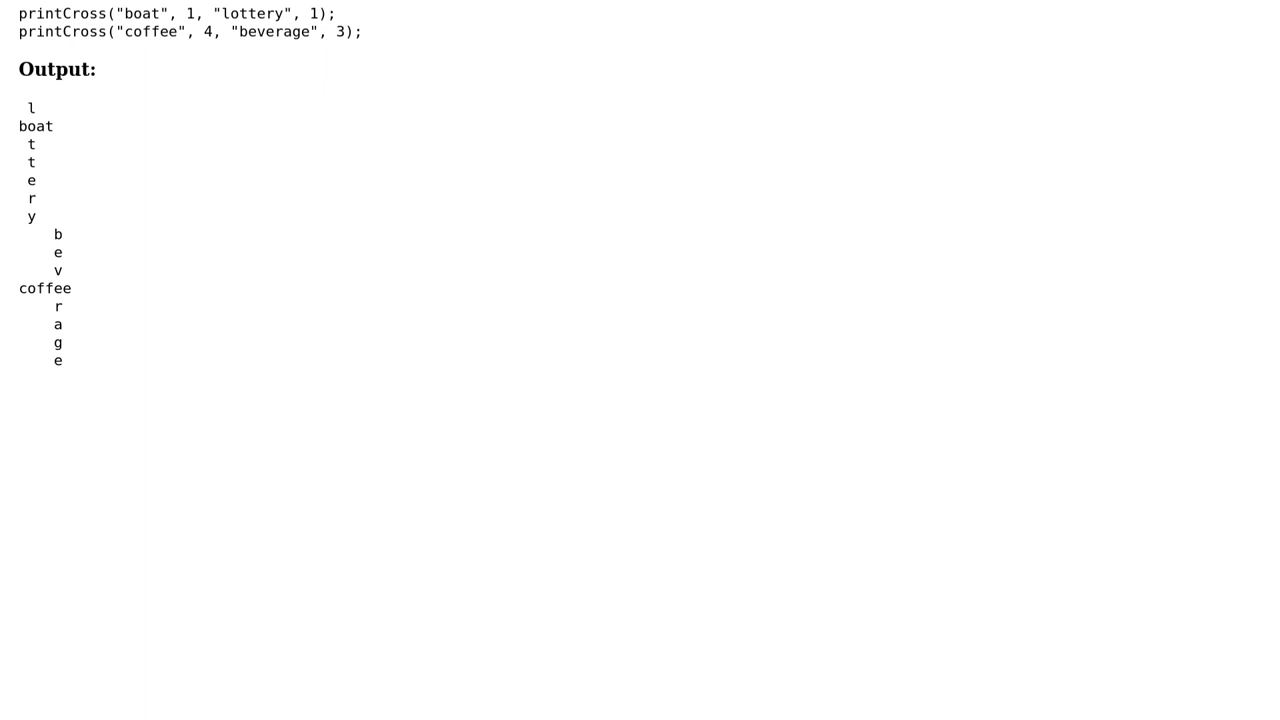 printCross("boat", 1, "lottery", 1);
printCross("coffee", 4, "beverage", 3);
Output:
 l
boat
 t
 t
 e
 r
 y
    b
    e
    v
coffee
    r
    a
    g
    e